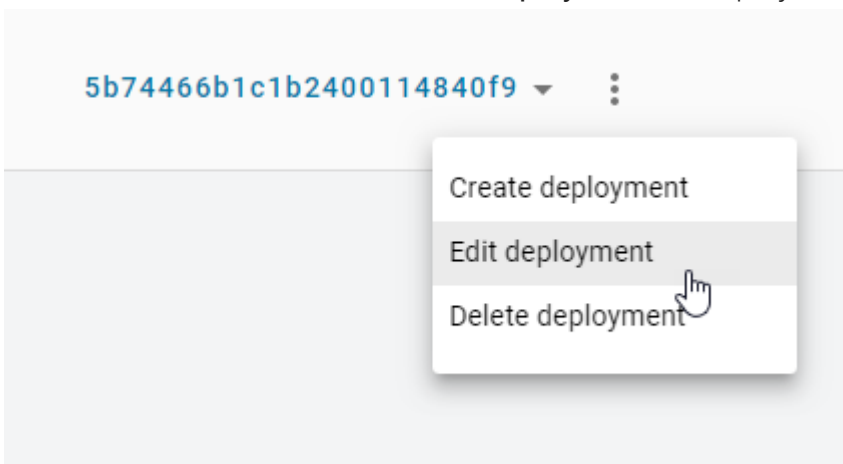 5b74466b1c1b2400114840f9
Create deployment
Edit deployment
Delete deployment